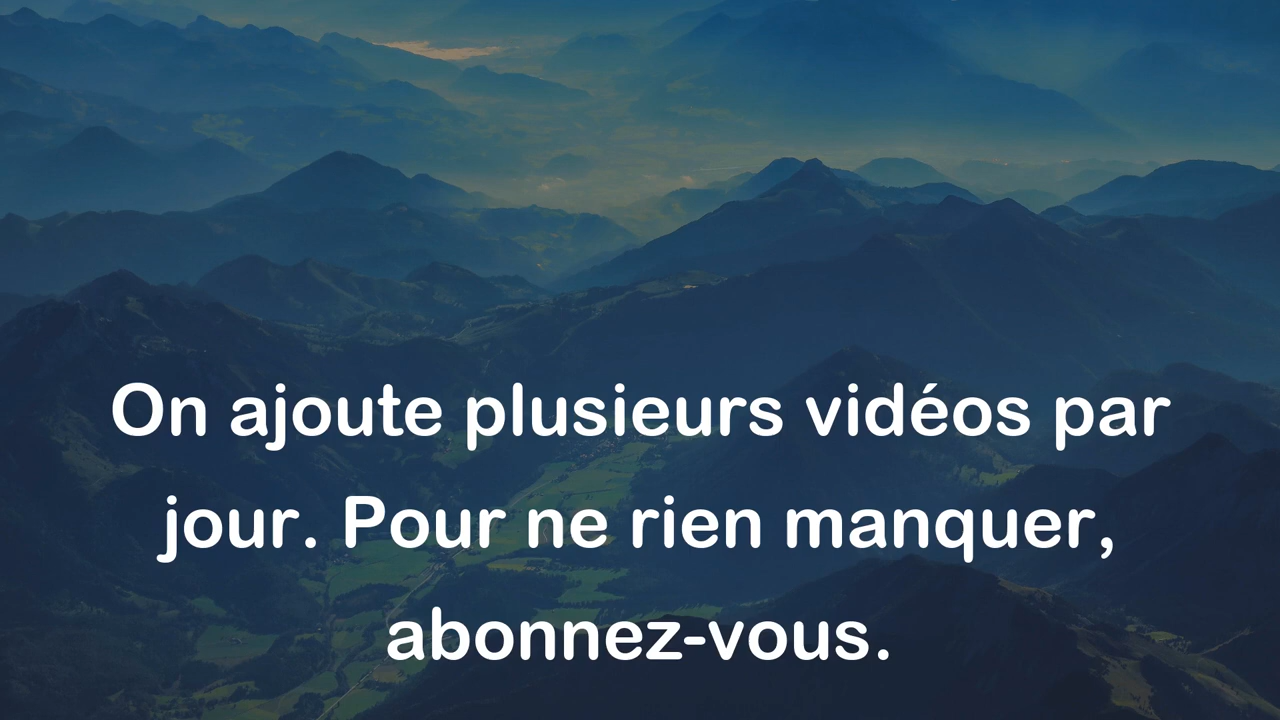 On ajoute plusieurs vidéos par
jour. Pour ne rien manquer,
abonnez-vous.